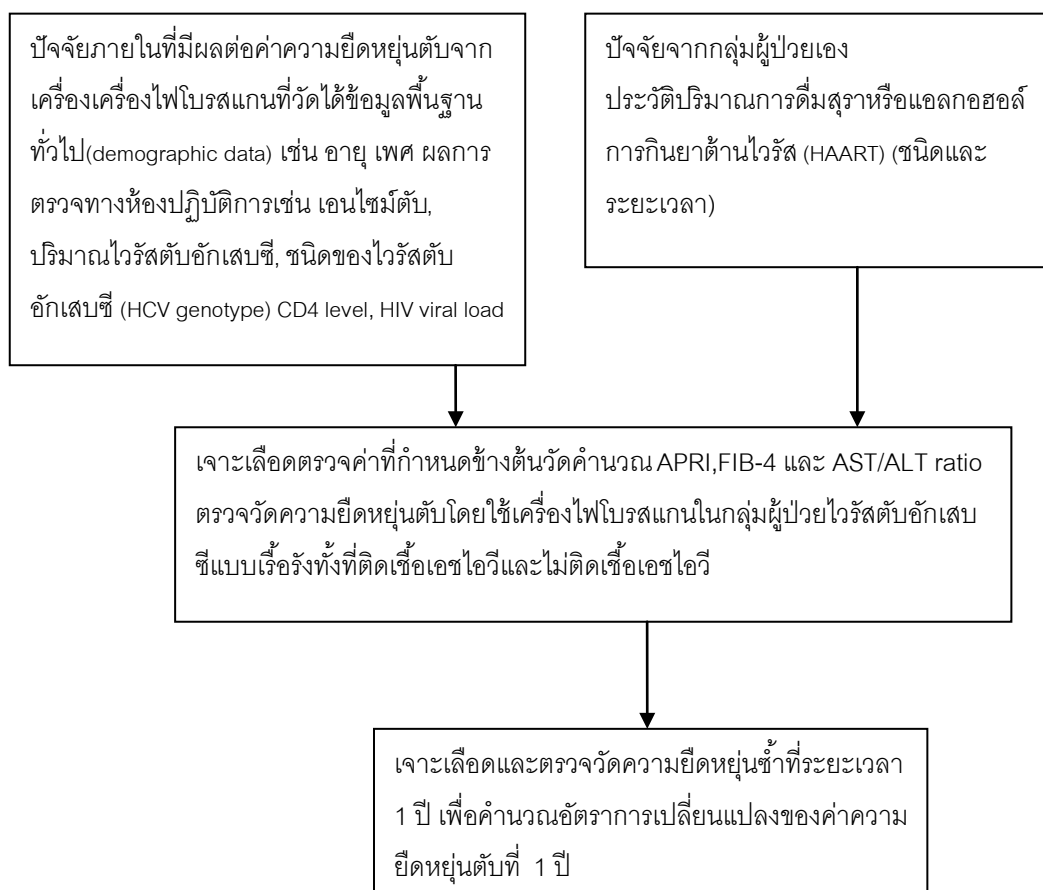 ปัจจัยภายในที่มีผลต่อค่าความยืดหยุ่นตับจาก
เครื่องเครื่องไฟโบรสแกนที่วัดได้ข้อมูลพื้นฐาน
ทั่วไป(demographic data) เช่น อายุ เพศ ผลการ
ตรวจทางห้องปฏิบัติการเช่น เอนไซม์ตับ,
ปริมาณไวรัสตับอักเสบซี, ชนิดของไวรัสตับ
อักเสบซี (HCV genotype) CD4 level, HIV viral load
ปัจจัยจากกลุ่มผู้ป่วยเอง
ประวัติปริมาณการดื่มสุราหรือแอลกอฮอล์
การกินยาต้านไวรัส (HAART) (ชนิดและ
ระยะเวลา)
เจาะเลือดตรวจค่าที่กำหนดข้างต้นวัดคำนวณ APRI,FIB-4 และ AST/ALT ratio
ตรวจวัดความยืดหยุ่นตับโดยใช้เครื่องไฟโบรสแกนในกลุ่มผู้ป่วยไวรัสตับอักเสบ
ซีแบบเรื้อรังทั้งที่ติดเชื้อเอชไอวีและไม่ติดเชื้อเอชไอวี
เจาะเลือดและตรวจวัดความยืดหยุ่นซ้ำที่ระยะเวลา
1 ปี เพื่อคำนวณอัตราการเปลี่ยนแปลงของค่าความ
ยืดหยุ่นตับที่ 1 ปี